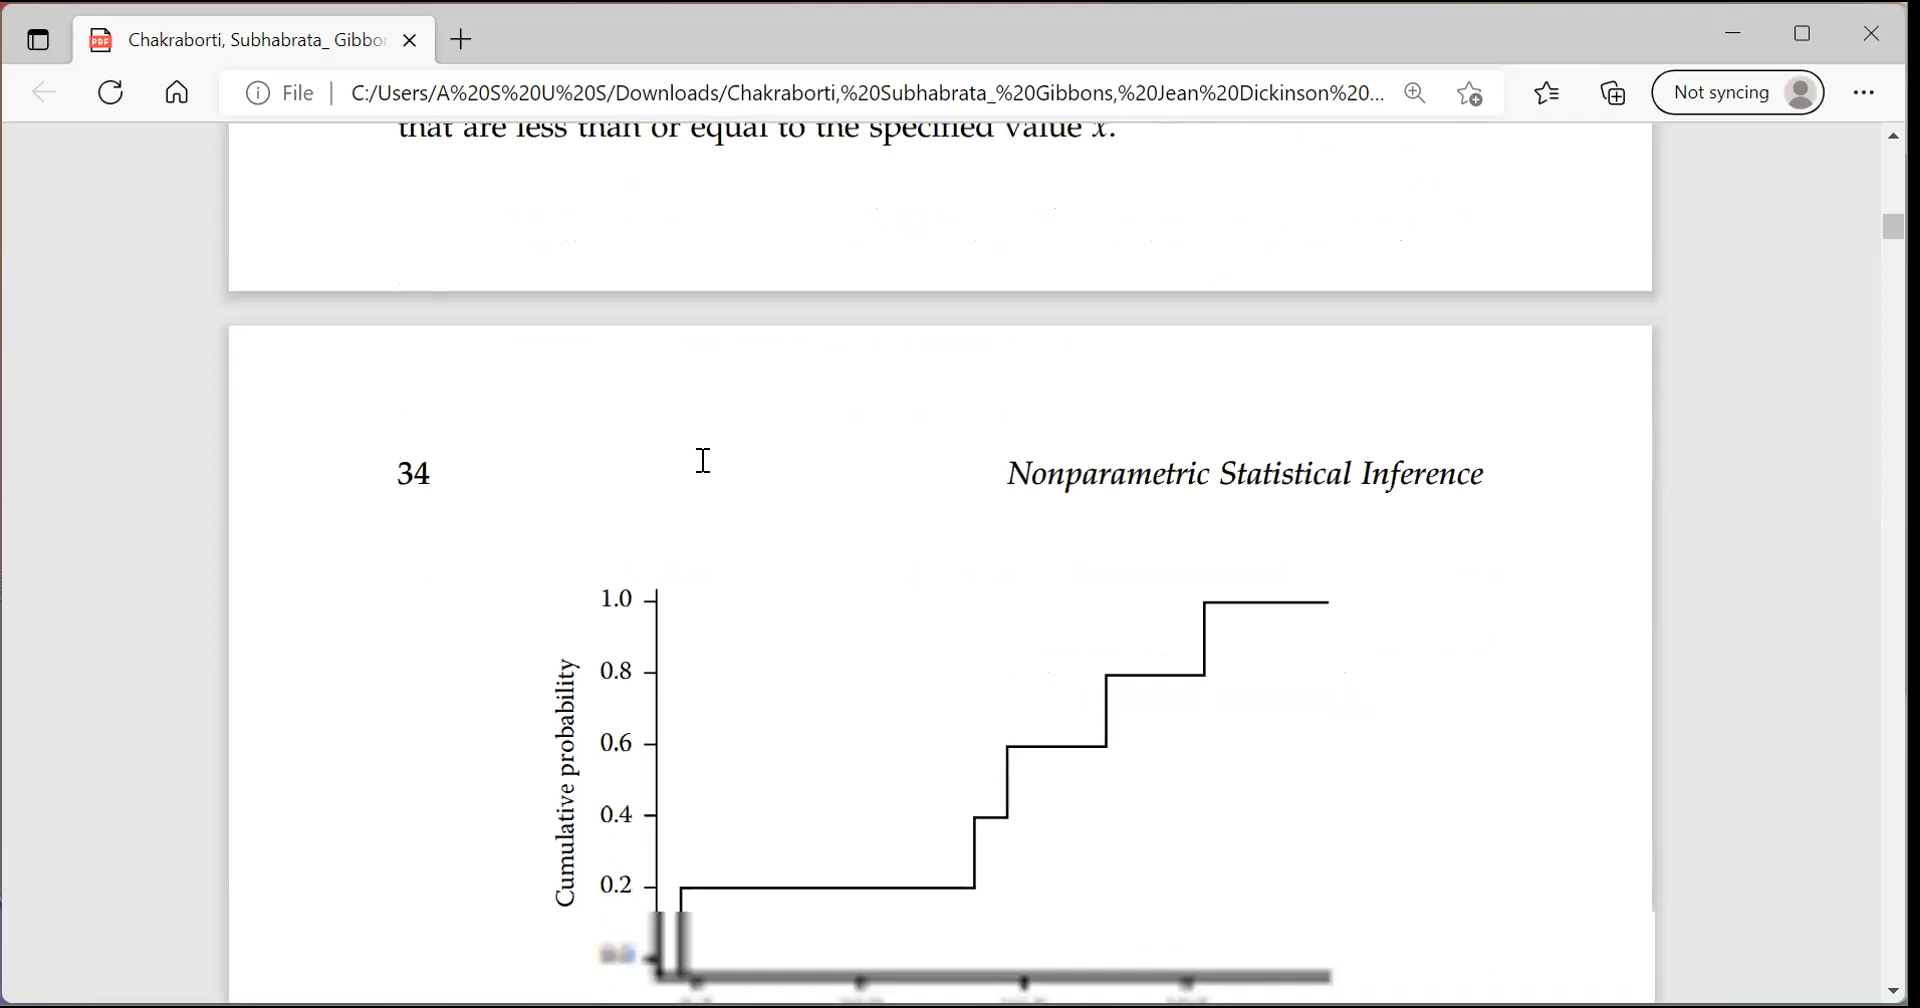 Chakraborti, Subhabrata_ Gibbo
File
C:/Users/A%20S%20U%20S/Downloads/Chakraborti,%20Subhabrata_%20Gibbons,%20Jean%20Dickinson%20...
Not syncing
that are less than or equal to the specified value x.
34
Nonparametric Statistical Inference
1.0
0.8
0.6
0.4
0.2
Cumulative probability